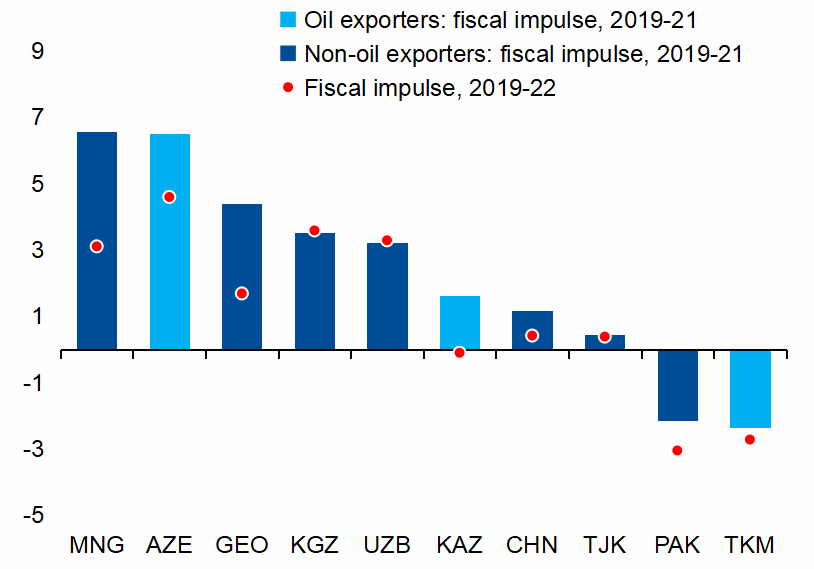 Oil exporters: fiscal impulse, 2019-21
Non-oil exporters: fiscal impulse, 2019-21
Fiscal impulse, 2019-22
9
7
5
3
1
-1
-3
-5
MNG AZE GEO KGZ UZB KAZ CHN TJK PAK TKM